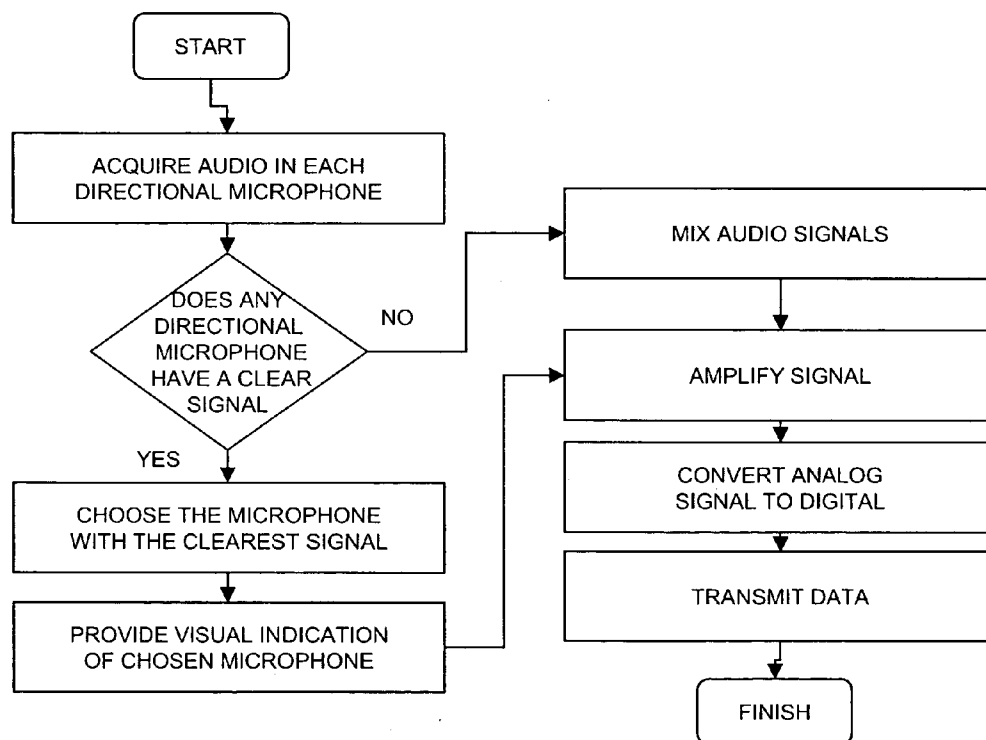 START
ACQUIRE AUDIO IN EACH
DIRECTIONAL MICROPHONE
DOES ANY
DIRECTIONAL
MICROPHONE
HAVE A CLEAR
SIGNAL
NO
YES
CHOOSE THE MICROPHONE
WITH THE CLEAREST SIGNAL
PROVIDE VISUAL INDICATION
OF CHOSEN MICROPHONE
MIX AUDIO SIGNALS
AMPLIFY SIGNAL
CONVERT ANALOG
SIGNAL TO DIGITAL
TRANSMIT DATA
FINISH